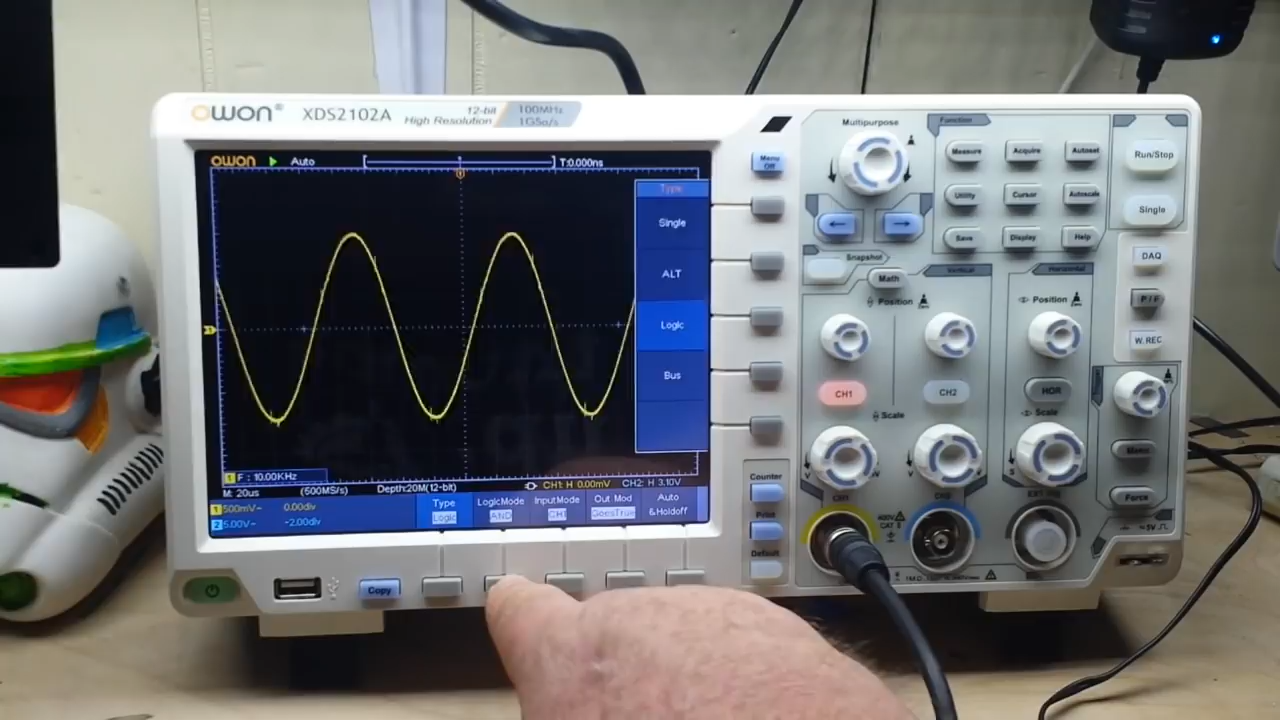 OWON® XDS2102A 12-bit 100MHz
High Resolution 1GSa/s
OWON Auto T:0.000ns
Type
Single
ALT
Logic
Bus
F : 10.00KHz
M: 20us (500MS/s) Depth:20M(12-bit) CH1: H 0.00mV CH2: H 3.10V
1 500mV~ 0.00div
2 5.00V~ -2.00div
Type LogicMode InputMode Out Mod Auto
Logic AND CH1 GoesTrue &Holdoff
Copy
Menu
Off
Multipurpose
Function
Measure Acquire Autoset
Utility Cursor Autoscale
Save Display Help
Run/Stop
Single
Snapshot
Math
Vertical
Horizontal
DAQ
P / F
W. REC
Position
Position
CH1 CH2 HOR
Scale
Scale
Menu
Force
Counter
Print
Default
CH1